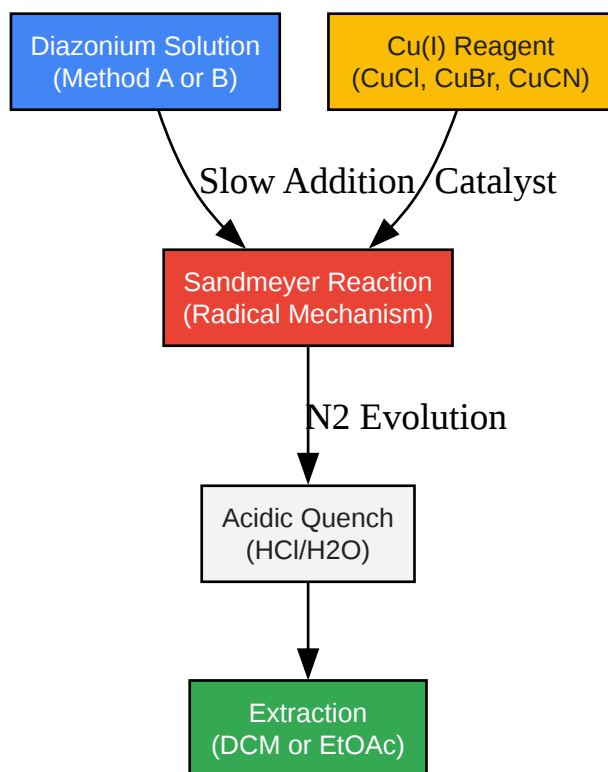 Diazonium Solution
(Method A or B)
Cu(I) Reagent
(CuCl, CuBr, CuCN)
Slow Addition
Catalyst
Sandmeyer Reaction
(Radical Mechanism)
N2 Evolution
Acidic Quench
(HCl/H2O)
Extraction
(DCM or EtOAc)